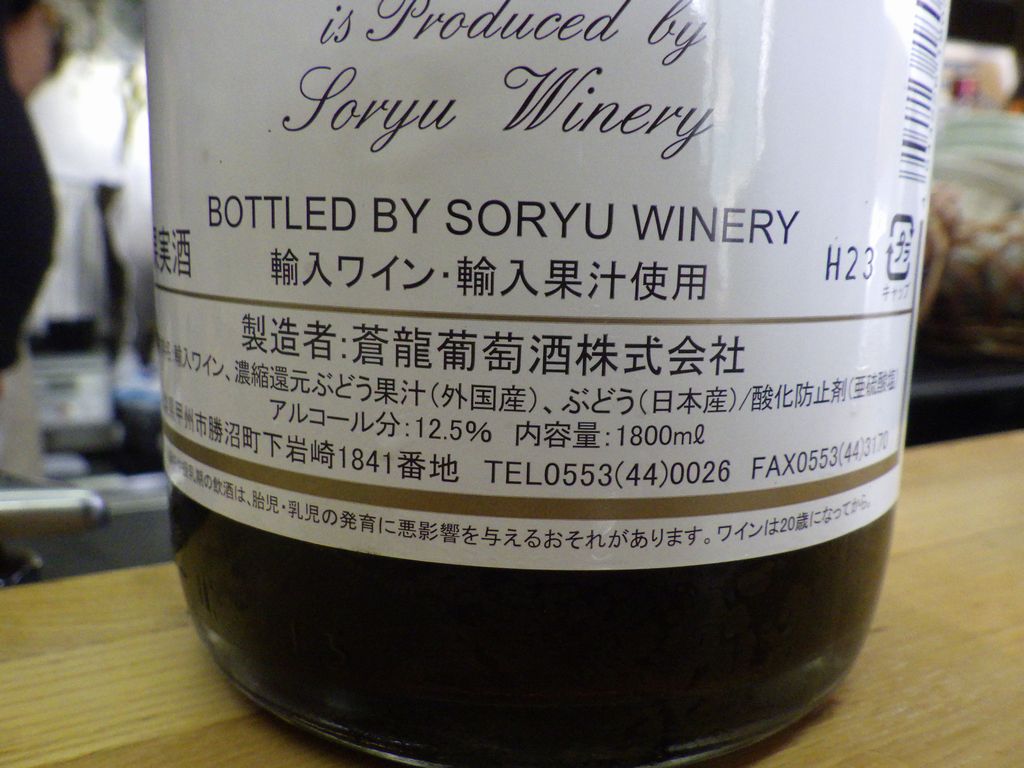 is Produced by
Soryu Winery
BOTTLED BY SORYU WINERY
果実酒 輸入ワイン・輸入果汁使用 H23 プラ
キャップ
製造者:蒼龍葡萄酒株式会社
輸入ワイン、濃縮還元ぶどう果汁(外国産)、ぶどう(日本産)/酸化防止剤(亜硫酸塩)
アルコール分:12.5% 内容量:1800mℓ
甲州市勝沼町下岩崎1841番地 TEL0553(44)0026 FAX0553(44)3170
期の飲酒は、胎児・乳児の発育に悪影響を与えるおそれがあります。ワインは20歳になってから。